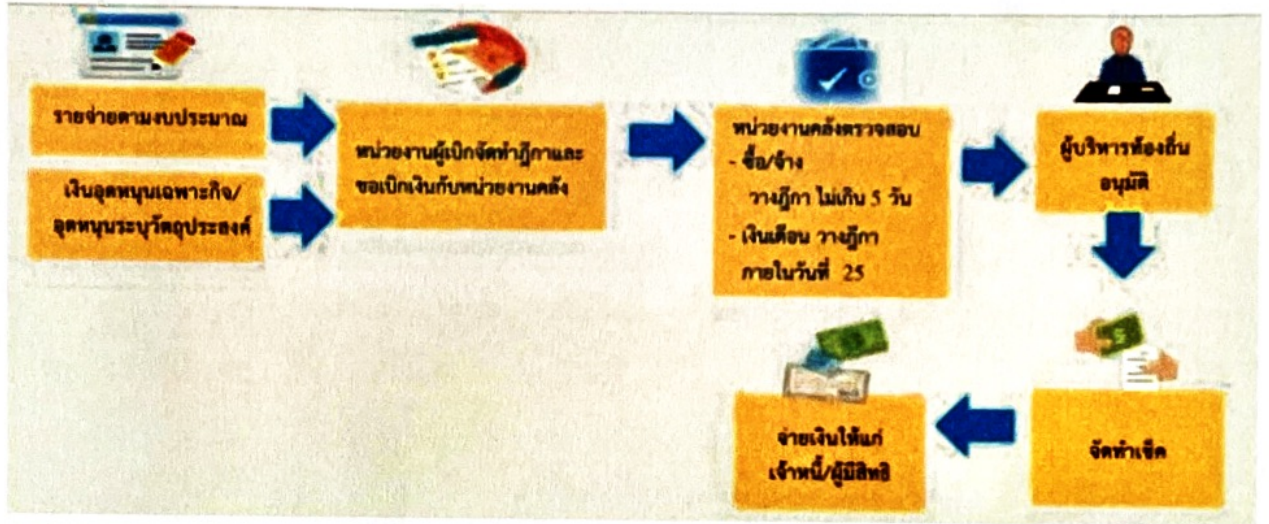 รายจ่ายตามงบประมาณ
เงินอุดหนุนเฉพาะกิจ/
อุดหนุนระบุวัตถุประสงค์
หน่วยงานผู้เบิกจัดทำฎีกาและ
ขอเบิกเงินกับหน่วยงานคลัง
หน่วยงานคลังตรวจสอบ
- ซื้อ/จ้าง
วางฎีกา ไม่เกิน 5 วัน
- เงินเดือน วางฎีกา
ภายในวันที่ 25
ผู้บริหารท้องถิ่น
อนุมัติ
จัดทำเช็ค
จ่ายเงินให้แก่
เจ้าหนี้/ผู้มีสิทธิ